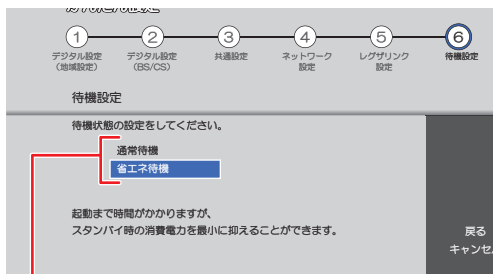 ① ② ③ ④ ⑤ ⑥
デジタル設定 デジタル設定 共通設定 ネットワーク レグザリンク 待機設定
（地域設定） （BS/CS） 設定 設定
待機設定
待機状態の設定をしてください。
通常待機
省エネ待機
起動まで時間がかかりますが、
スタンバイ時の消費電力を最小に抑えることができます。
戻る
キャンセル